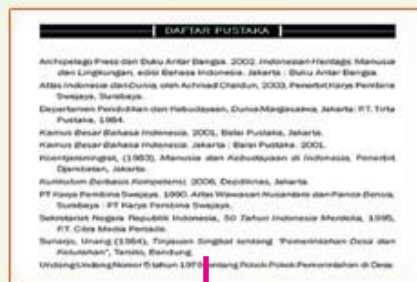 DAFTAR PUSTAKA
Archipelago Press dan Buku Antar Bangsa. 2002. Indonesian Heritage. Manusia
dan Lingkungan, edisi Bahasa Indonesia. Jakarta : Buku Antar Bangsa.
Atlas Indonesia dan Dunia, oleh Achmad Chaldun, 2003, Penerbit Karya Pembina
Swajaya, Surabaya.
Departemen Pendidikan dan Kebudayaan, Dunia Margasatwa, Jakarta: P.T. Tirta
Pustaka, 1984.
Kamus Besar Bahasa Indonesia. 2001, Balai Pustaka, Jakarta.
Kamus Besar Bahasa Indonesia. Jakarta : Balai Pustaka. 2001.
Koentjaraningrat, (1983), Manusia dan Kebudayaan di Indonesia, Penerbit
Djambatan, Jakarta.
Kurikulum Berbasis Kompetensi, 2006, Depdiknas, Jakarta.
PT Karya Pembina Swajaya. 1990. Atlas Wawasan Nusantara dan Panca Benua,
Surabaya : PT Karya Pembina Swajaya.
Sekretariat Negara Republik Indonesia, 50 Tahun Indonesia Merdeka, 1995,
P.T. Citra Media Persada.
Sunarjo, Unang (1984), Tinjauan Singkat tentang "Pemerintahan Desa dan
Kelurahan", Tarsito, Bandung.
Undang-Undang Nomor 5 tahun 1979 tentang Pokok-Pokok Pemerintahan di Desa.